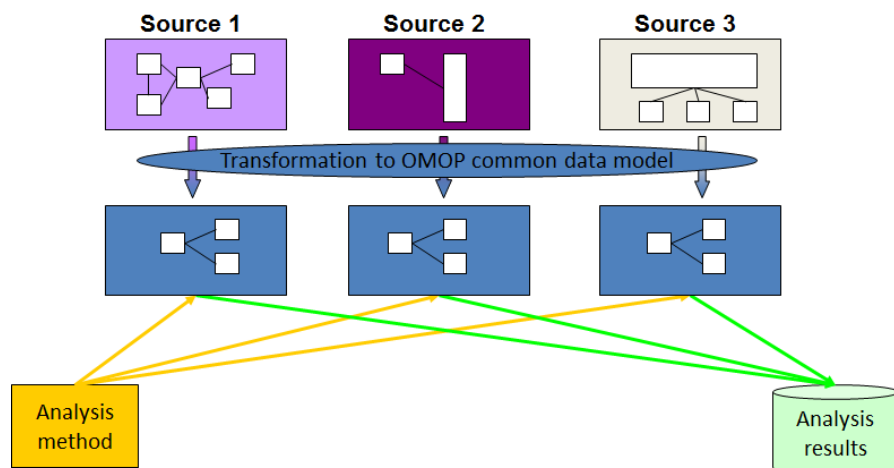 Source 1
Source 2
Source 3
Transformation to OMOP common data model
Analysis
method
Analysis
results